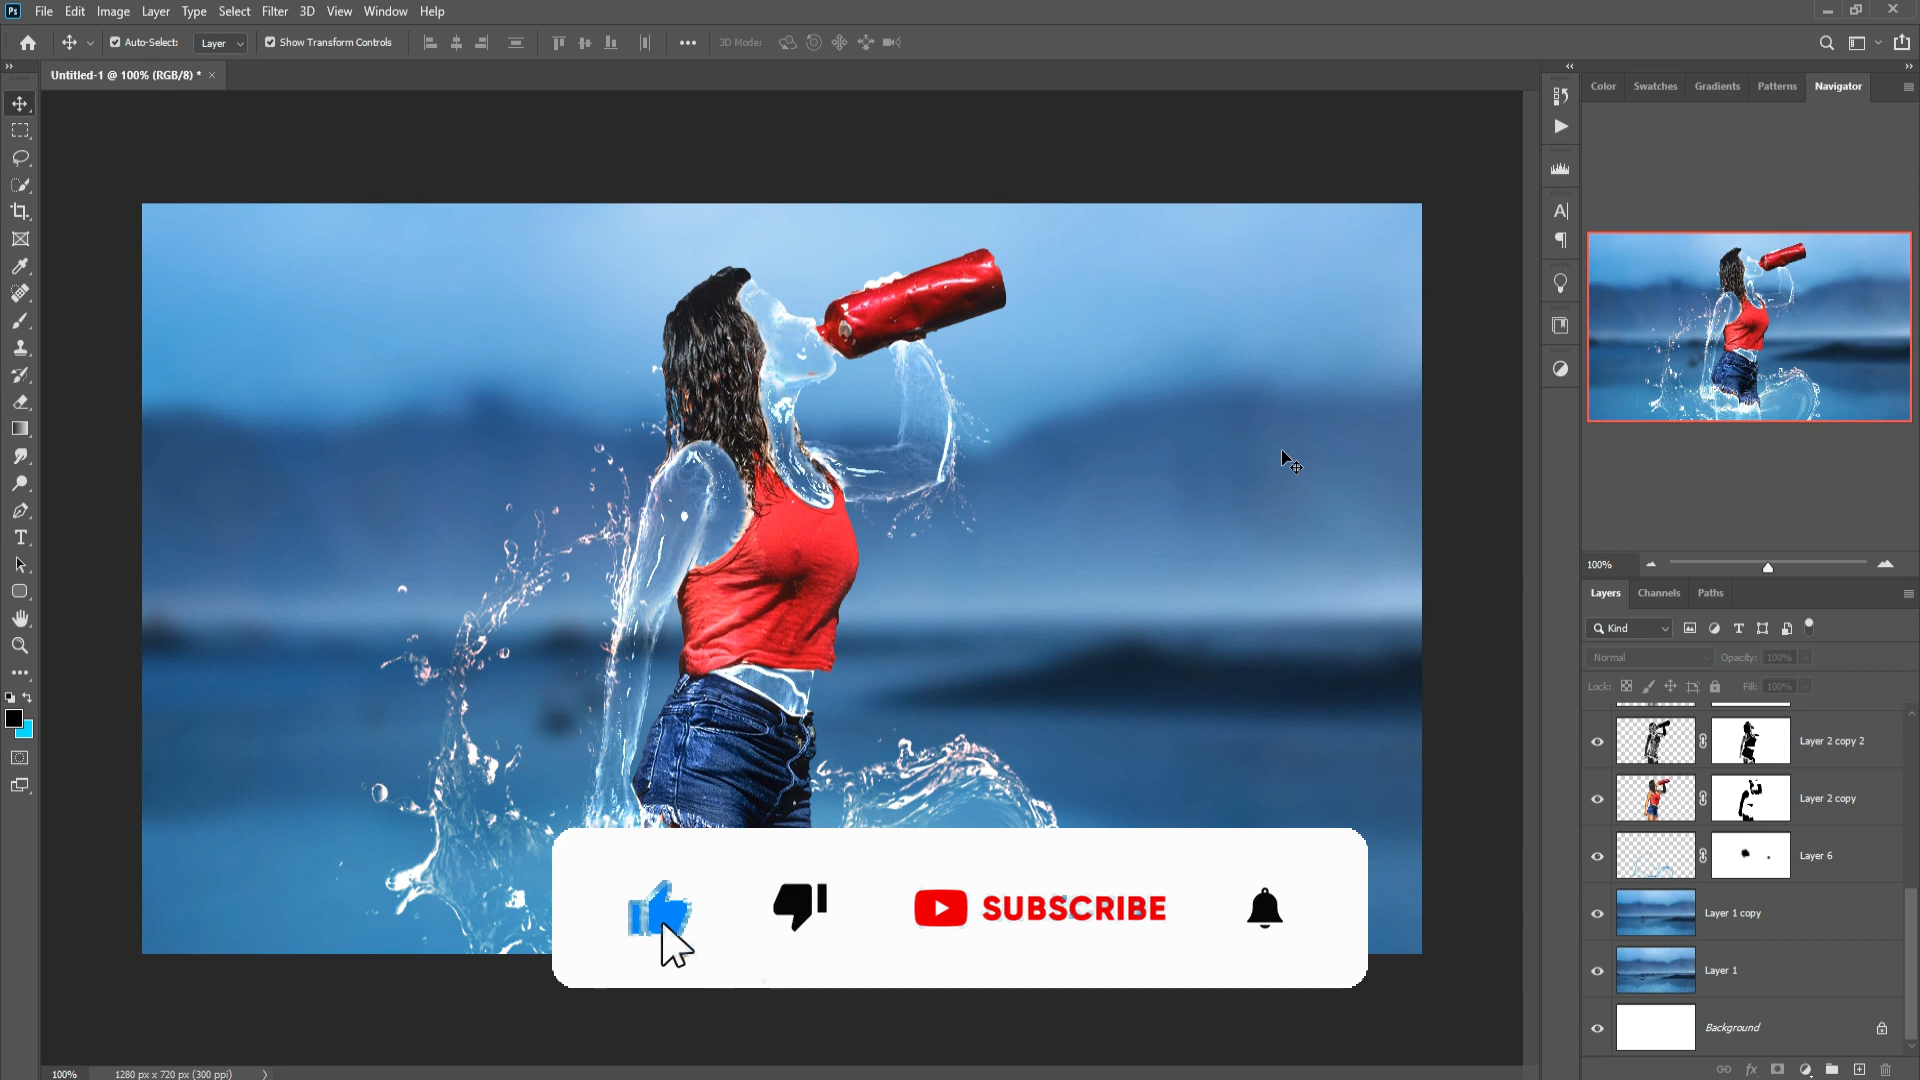 Ps File Edit Image Layer Type Select Filter 3D View Window Help
Auto-Select: Layer Show Transform Controls 3D Mode:
Untitled-1 @ 100% (RGB/8) * ×
Color Swatches Gradients Patterns Navigator
100%
Layers Channels Paths
Kind
Normal Opacity: 100%
Lock: Fill: 100%
Layer 2 copy 2
Layer 2 copy
Layer 6
Layer 1 copy
Layer 1
Background
SUBSCRIBE
100% 1280 px x 720 px (300 ppi)